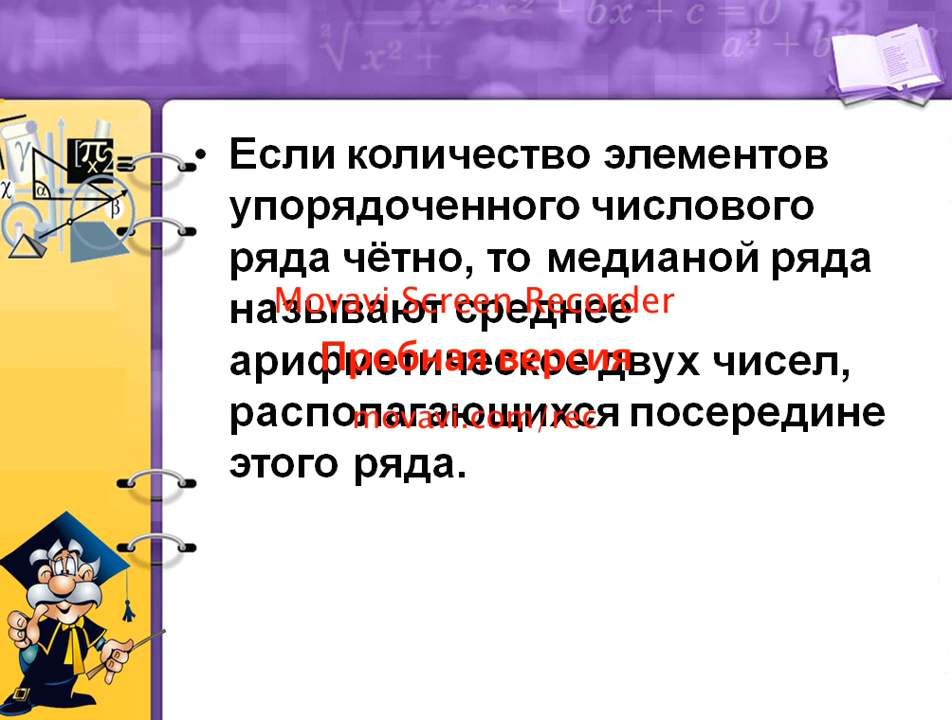 • Если количество элементов
упорядоченного числового
ряда чётно, то медианой ряда
называют среднее
Movavi Screen Recorder
арифметическое двух чисел,
Пробная версия
располагающихся посередине
movavi.com/rec
этого ряда.